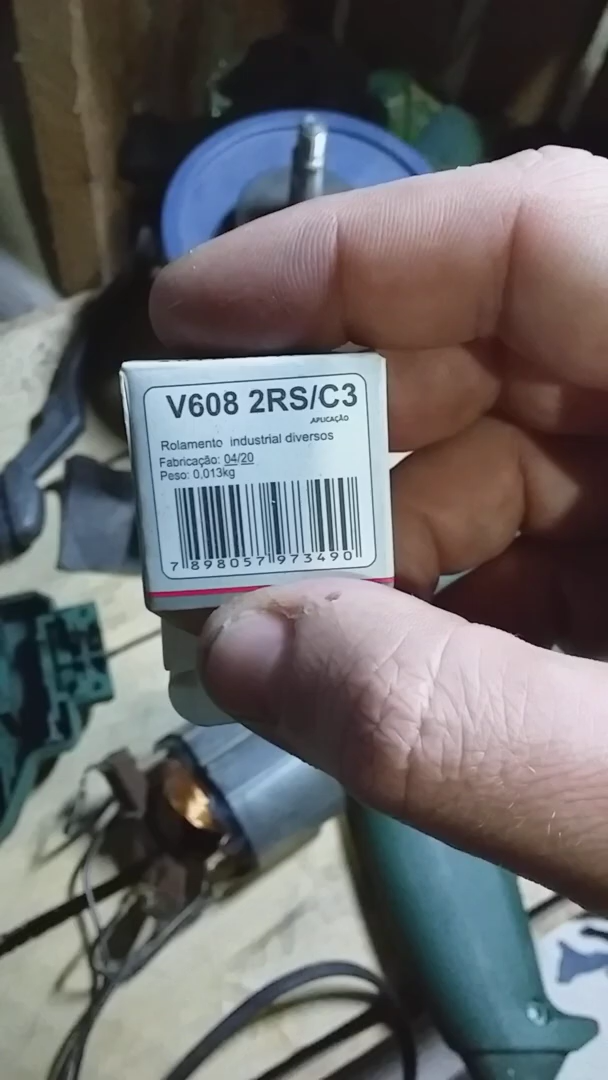 V608 2RS/C3
APLICAÇÃO
Rolamento industrial diversos
Fabricação: 04/20
Peso: 0,013kg
7 898057 973490